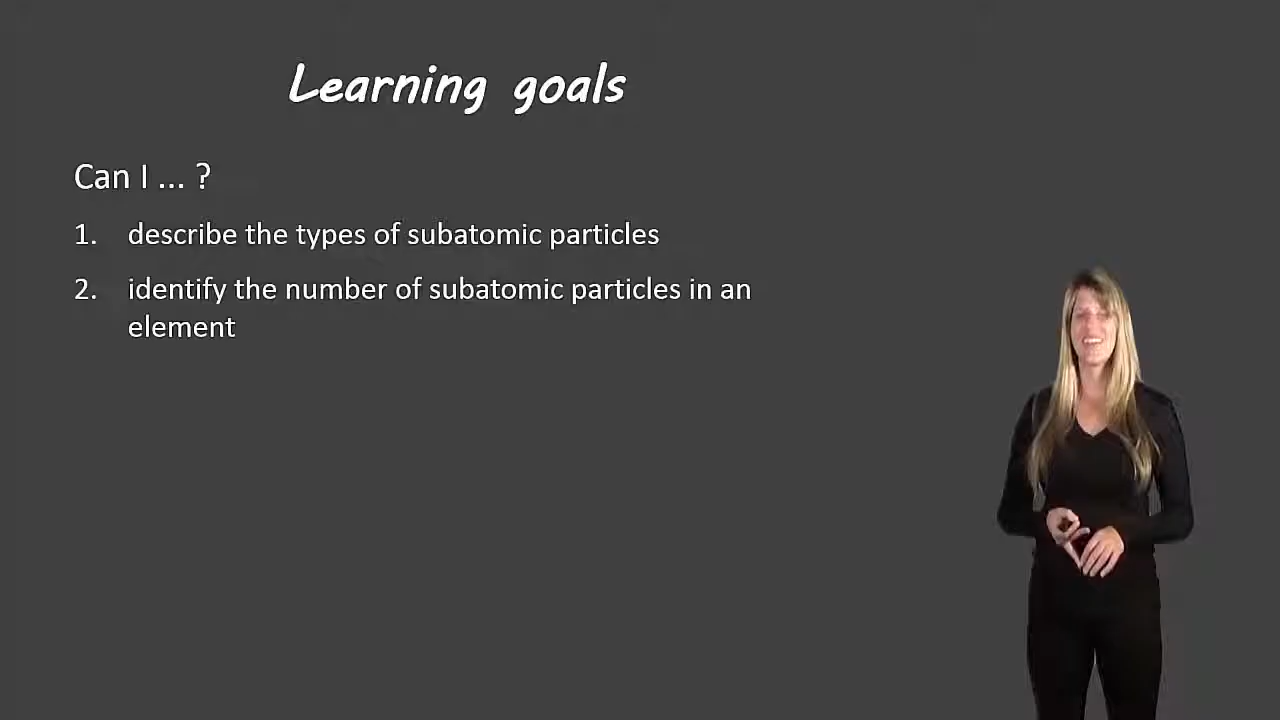 Learning goals
Can I ... ?
1. describe the types of subatomic particles
2. identify the number of subatomic particles in an
element